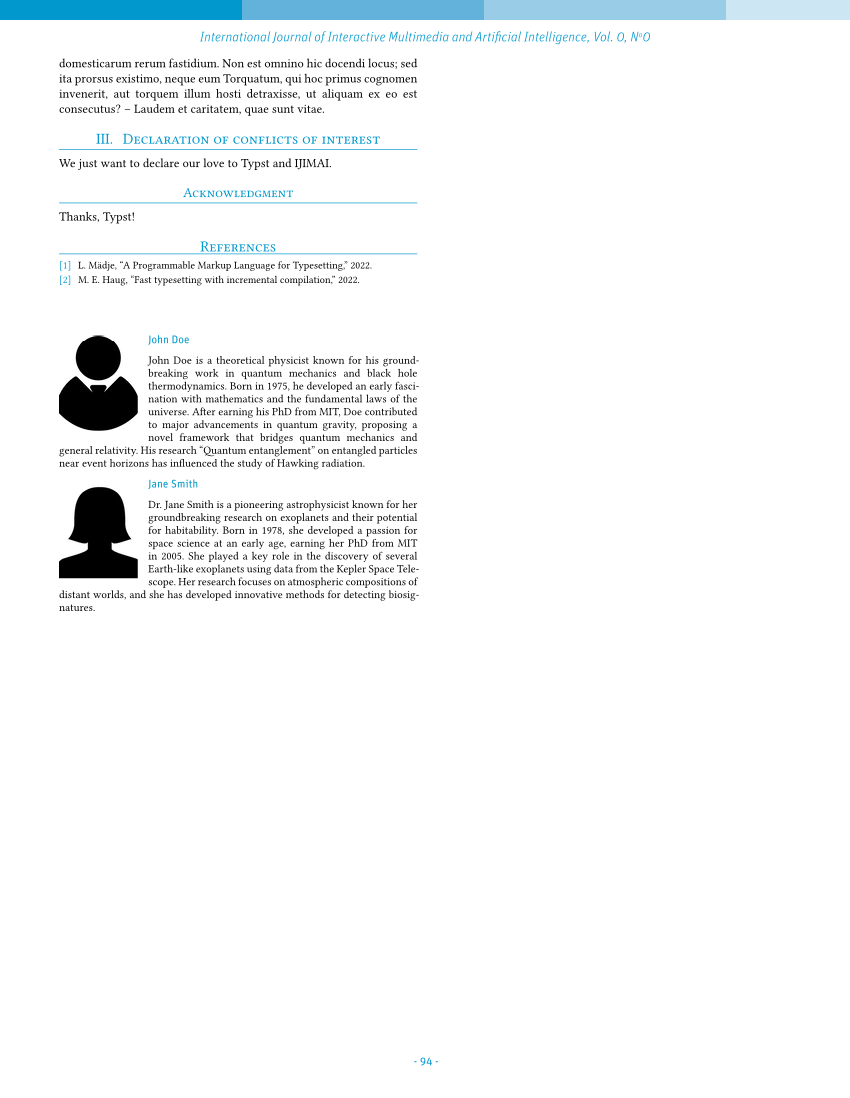 International Journal of Interactive Multimedia and Artificial Intelligence, Vol. 0, Nº0
domesticarum rerum fastidium. Non est omnino hic docendi locus; sed
ita prorsus existimo, neque eum Torquatum, qui hoc primus cognomen
invenerit, aut torquem illum hosti detraxisse, ut aliquam ex eo est
consecutus? – Laudem et caritatem, quae sunt vitae.
III. Declaration of conflicts of interest
We just want to declare our love to Typst and IJIMAI.
Acknowledgment
Thanks, Typst!
References
[1] L. Mädje, “A Programmable Markup Language for Typesetting,” 2022.
[2] M. E. Haug, “Fast typesetting with incremental compilation,” 2022.
John Doe
John Doe is a theoretical physicist known for his ground-
breaking work in quantum mechanics and black hole
thermodynamics. Born in 1975, he developed an early fasci-
nation with mathematics and the fundamental laws of the
universe. After earning his PhD from MIT, Doe contributed
to major advancements in quantum gravity, proposing a
novel framework that bridges quantum mechanics and
general relativity. His research “Quantum entanglement” on entangled particles
near event horizons has influenced the study of Hawking radiation.
Jane Smith
Dr. Jane Smith is a pioneering astrophysicist known for her
groundbreaking research on exoplanets and their potential
for habitability. Born in 1978, she developed a passion for
space science at an early age, earning her PhD from MIT
in 2005. She played a key role in the discovery of several
Earth-like exoplanets using data from the Kepler Space Tele-
scope. Her research focuses on atmospheric compositions of
distant worlds, and she has developed innovative methods for detecting biosig-
natures.
- 94 -